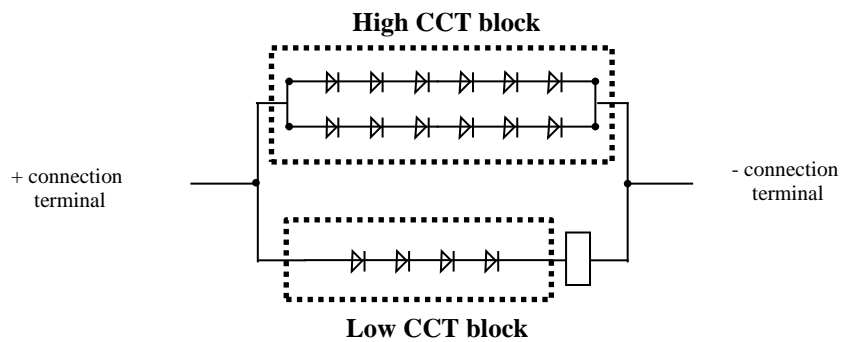 High CCT block
+ connection
terminal
- connection
terminal
Low CCT block